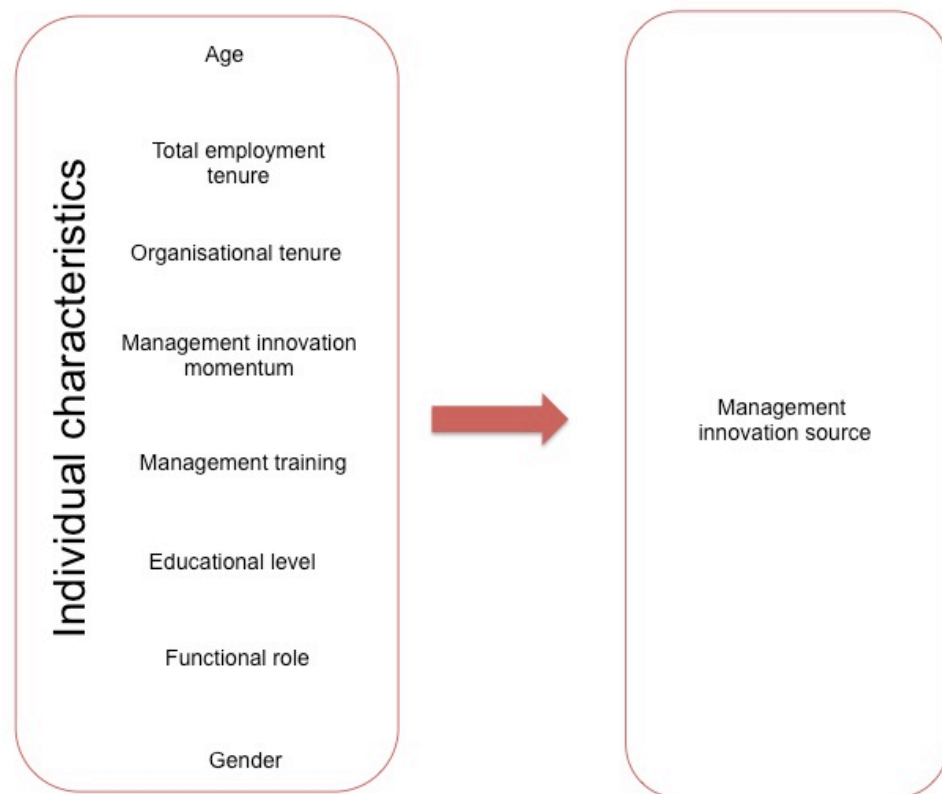 Individual characteristics
Age
Total employment
tenure
Organisational tenure
Management innovation
momentum
Management training
Educational level
Functional role
Gender
Management
innovation source